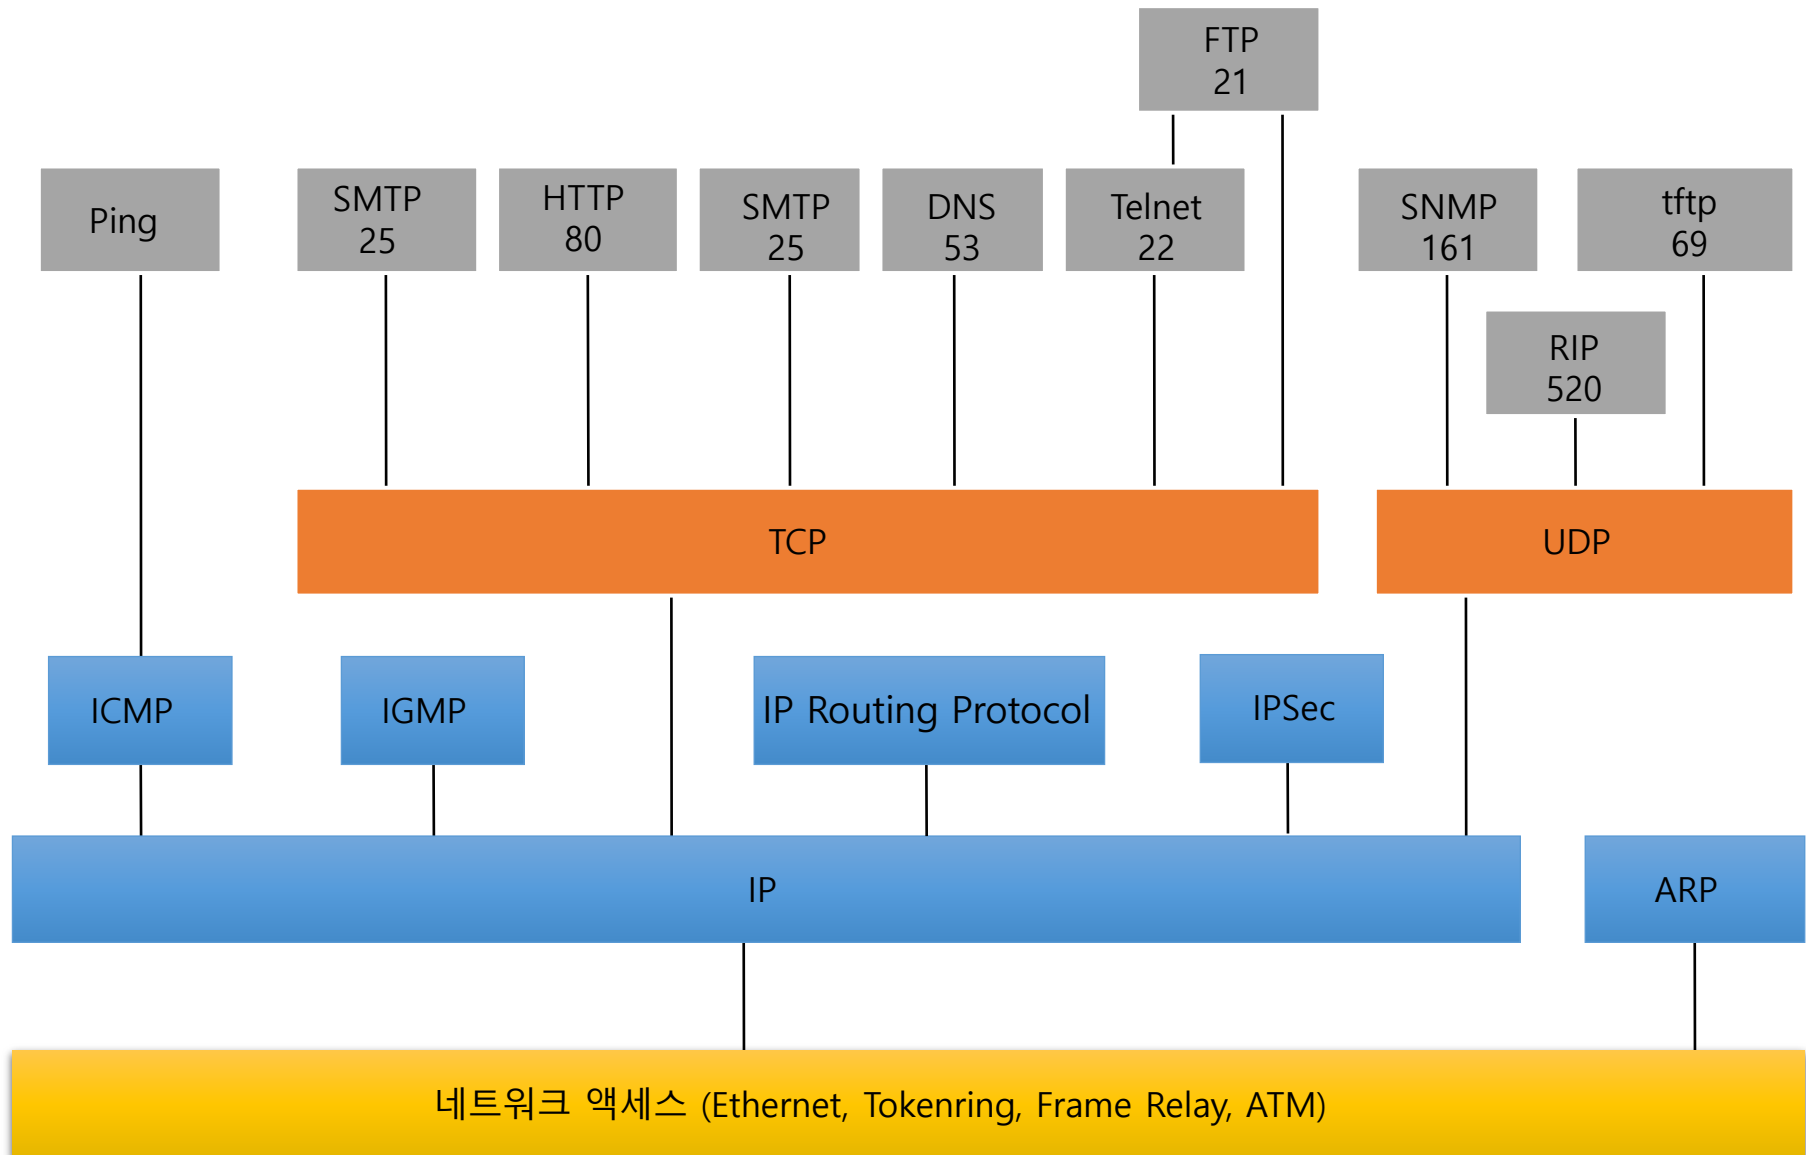 FTP
21
Ping
SMTP
25
HTTP
80
SMTP
25
DNS
53
Telnet
22
SNMP
161
tftp
69
RIP
520
TCP
UDP
ICMP
IGMP
IP Routing Protocol
IPSec
IP
ARP
네트워크 액세스 (Ethernet, Tokenring, Frame Relay, ATM)